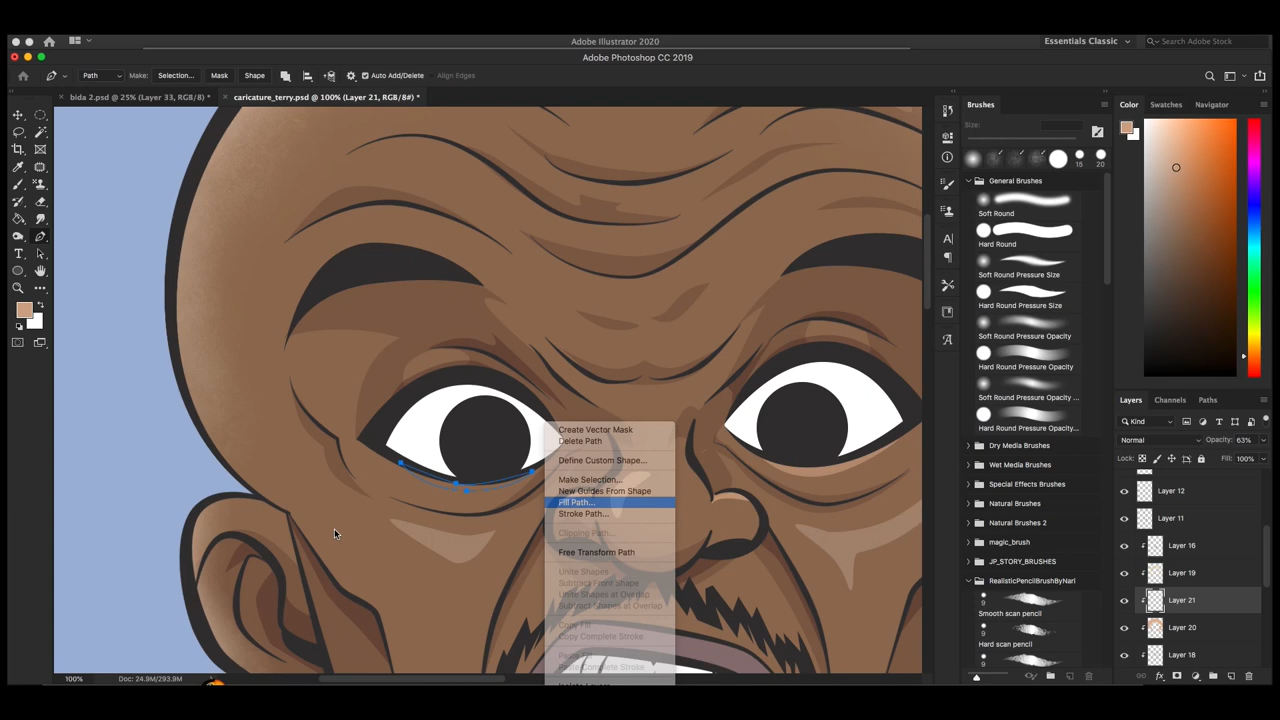 Adobe Illustrator 2020
Essentials Classic
Search Adobe Stock
Adobe Photoshop CC 2019
Path
Make:
Selection...
Mask
Shape
Auto Add/Delete
Align Edges
bida 2.psd @ 25% (Layer 33, RGB/8) *
caricature_terry.psd @ 100% (Layer 21, RGB/8#) *
Brushes
Size:
15
20
General Brushes
Soft Round
Hard Round
Soft Round Pressure Size
Hard Round Pressure Size
Soft Round Pressure Opacity
Hard Round Pressure Opacity
Soft Round Pressure Opacity ...
Hard Round Pressure Opacity...
Dry Media Brushes
Wet Media Brushes
Special Effects Brushes
Natural Brushes
Natural Brushes 2
magic_brush
JP_STORY_BRUSHES
RealisticPencilBrushByNarl
9
Smooth scan pencil
9
Hard scan pencil
9
Color
Swatches
Navigator
Layers
Channels
Paths
Kind
Normal
Opacity: 63%
Lock:
Fill: 100%
Layer 12
Layer 11
Layer 16
Layer 19
Layer 21
Layer 20
Layer 18
Create Vector Mask
Delete Path
Define Custom Shape...
Make Selection...
New Guides From Shape
Fill Path...
Stroke Path...
Clipping Path...
Free Transform Path
Unite Shapes
Subtract Front Shape
Unite Shapes at Overlap
Subtract Shapes at Overlap
Copy Fill
Copy Complete Stroke
Paste Fill
Paste Complete Stroke
100%
Doc: 24.9M/293.9M